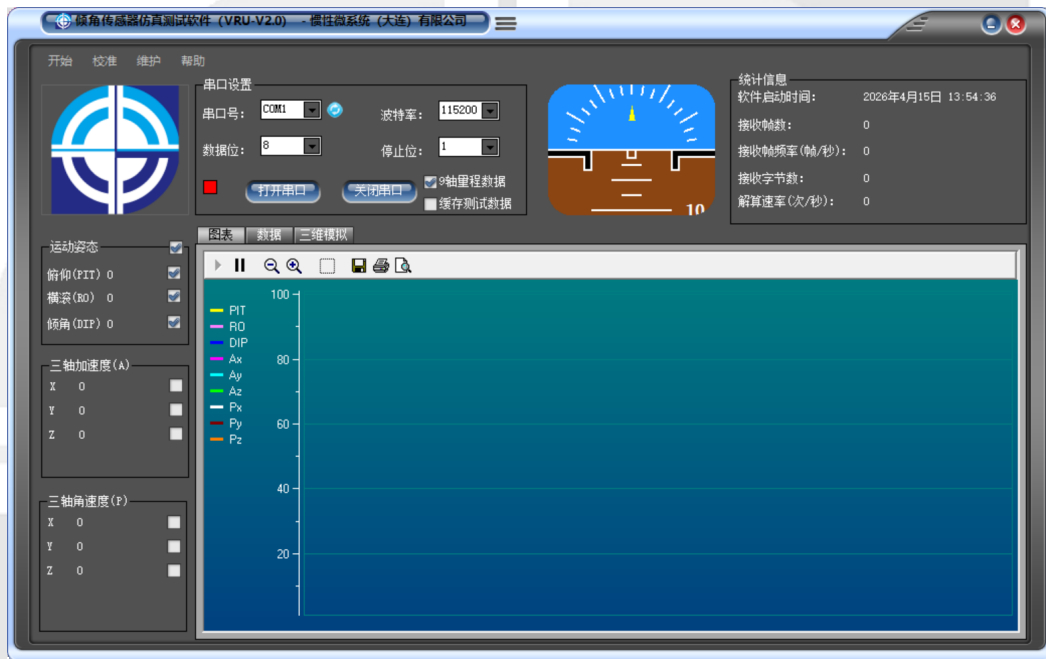 倾角传感器仿真测试软件（VRU-V2.0） - 惯性微系统（大连）有限公司
开始 校准 维护 帮助
串口设置
串口号： COM1 波特率： 115200
数据位： 8 停止位： 1
打开串口 关闭串口
9轴里程数据
缓存测试数据
10
统计信息
软件启动时间： 2026年4月15日 13:54:36
接收帧数： 0
接收帧频率(帧/秒)： 0
接收字节数： 0
解算速率(次/秒)： 0
运动姿态
俯仰(PIT) 0
横滚(RO) 0
倾角(DIP) 0
三轴加速度(A)
X 0
Y 0
Z 0
三轴角速度(P)
X 0
Y 0
Z 0
图表 数据 三维模拟
PIT
RO
DIP
Ax
Ay
Az
Px
Py
Pz
100
80
60
40
20